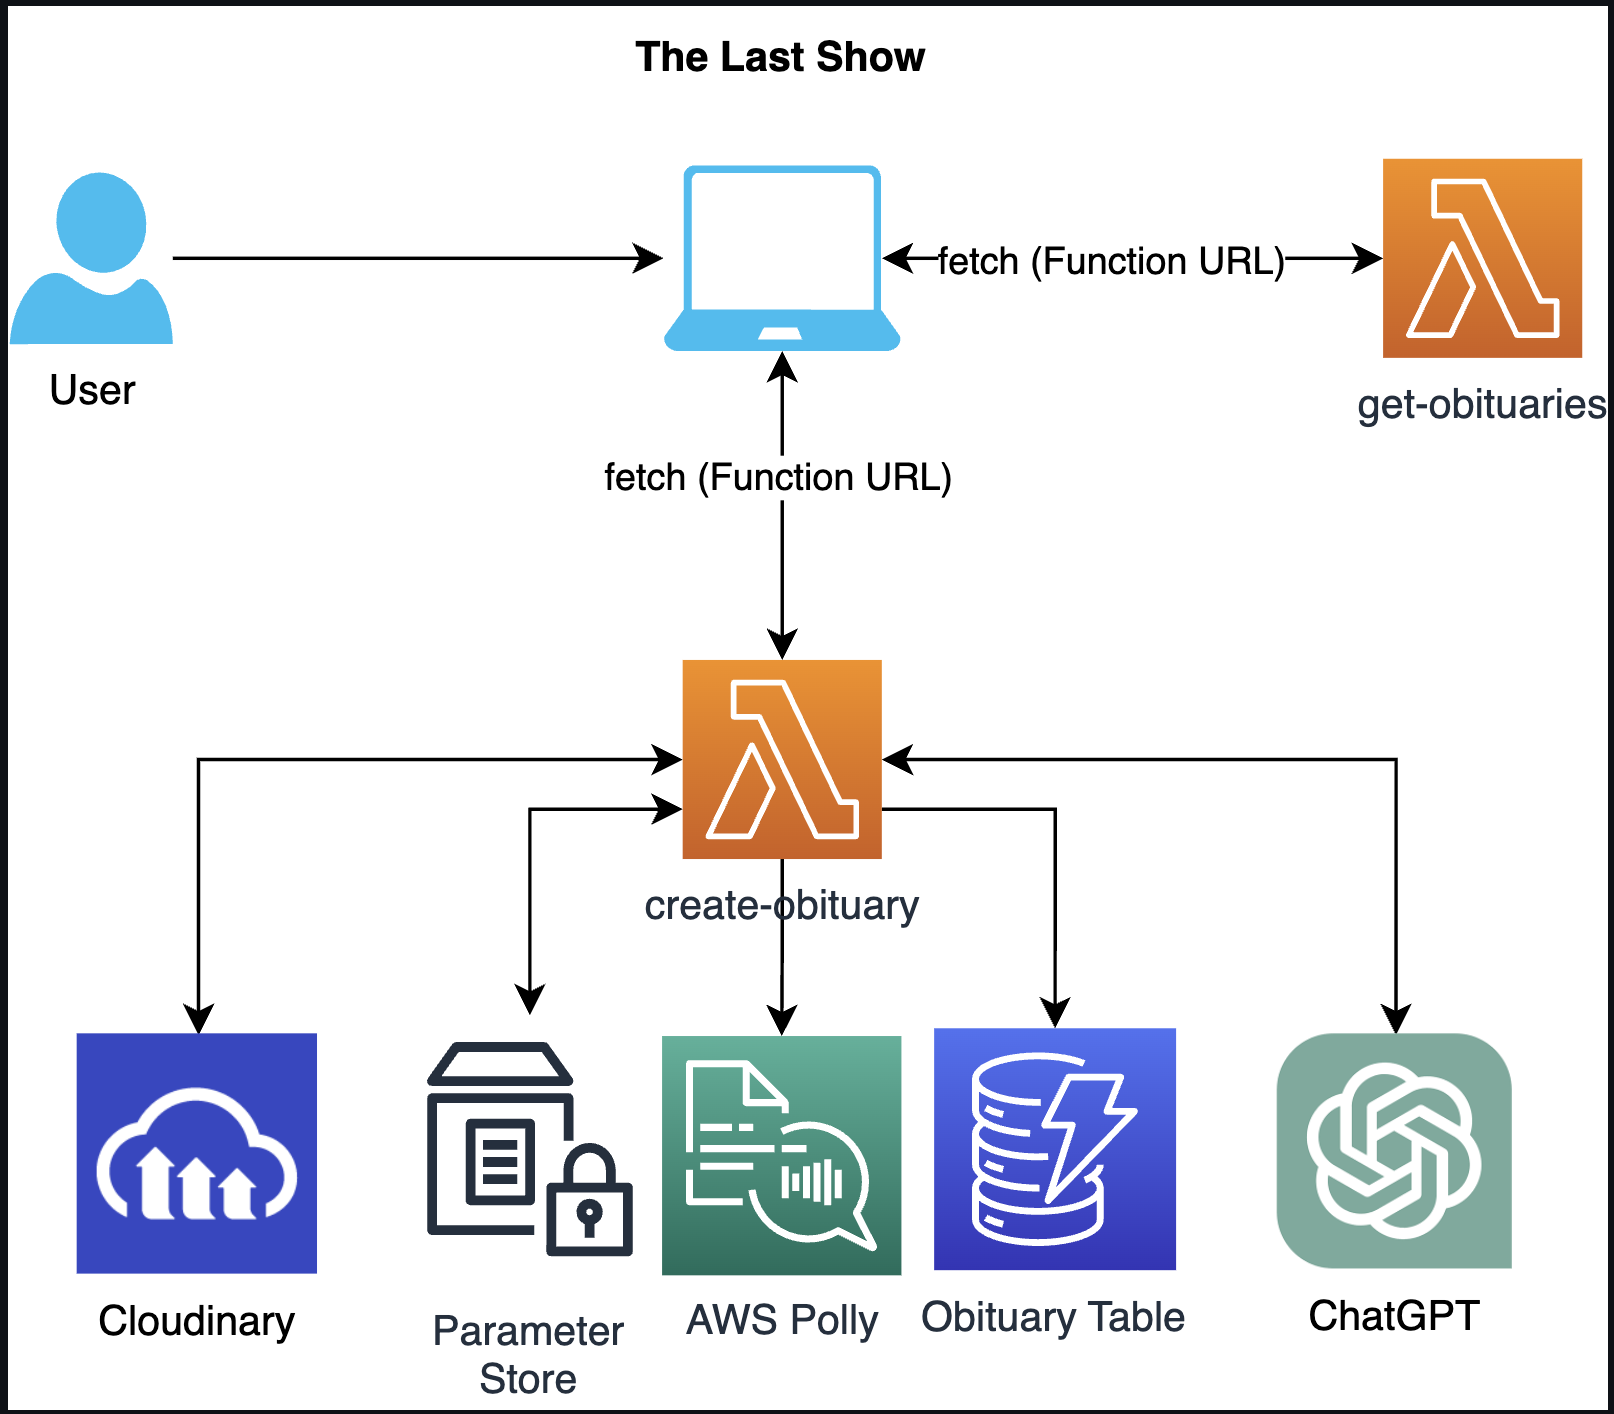 The Last Show
fetch (Function URL)
User
get-obituaries
fetch (Function URL)
create-obituary
Cloudinary
Parameter
Store
AWS Polly
Obituary Table
ChatGPT